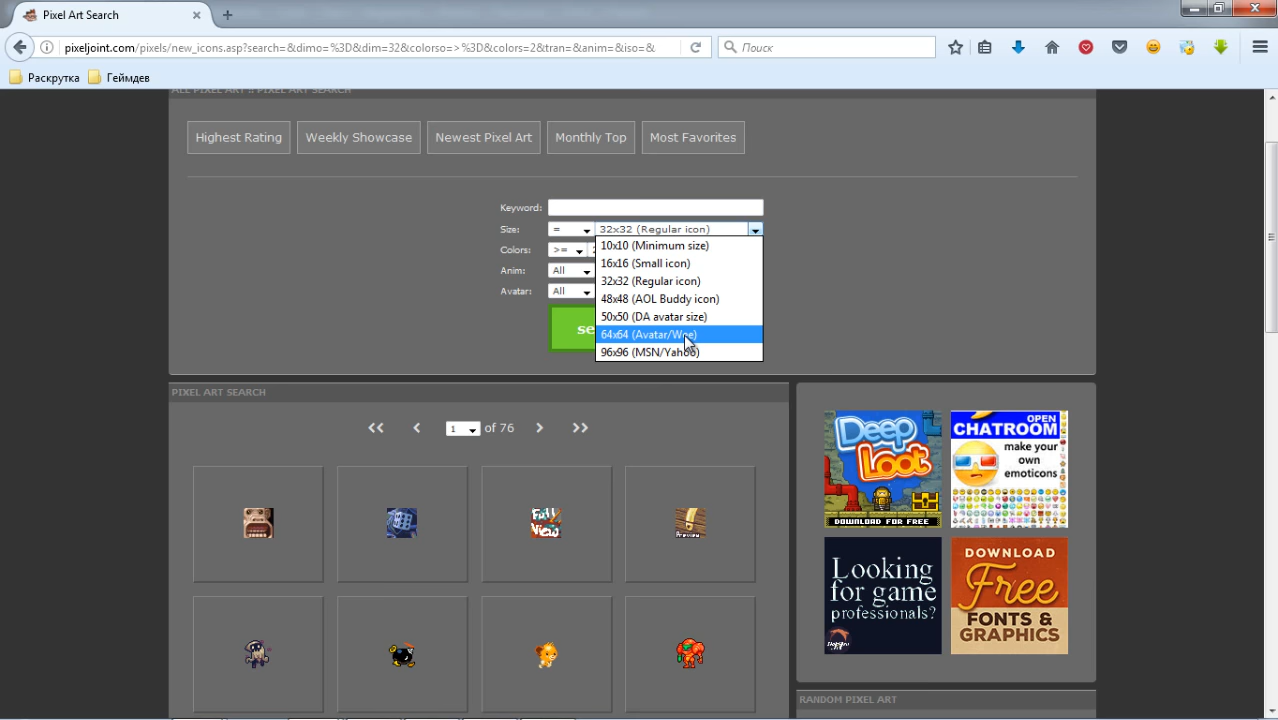 Pixel Art Search
pixeljoint.com/pixels/new_icons.asp?search=&dimo= %3D&dim=32&colorso=>%3D&colors=2&tran=&anim=&iso=&
Поиск
Раскрутка
Геймдев
ALL PIXEL ART :: PIXEL ART SEARCH
Highest Rating
Weekly Showcase
Newest Pixel Art
Monthly Top
Most Favorites
Keyword:
Size: = 32x32 (Regular icon)
Colors: >=
Anim: All
Avatar: All
10x10 (Minimum size)
16x16 (Small icon)
32x32 (Regular icon)
48x48 (AOL Buddy icon)
50x50 (DA avatar size)
64x64 (Avatar/Wee)
96x96 (MSN/Yahoo)
se
PIXEL ART SEARCH
<< < 1 of 76 > >>
Full View
Preview
Deep Loot
DOWNLOAD FOR FREE
OPEN
CHATROOM
make your
own
emoticons
Looking
for game
professionals?
DOWNLOAD
Free
FONTS &
GRAPHICS
RANDOM PIXEL ART